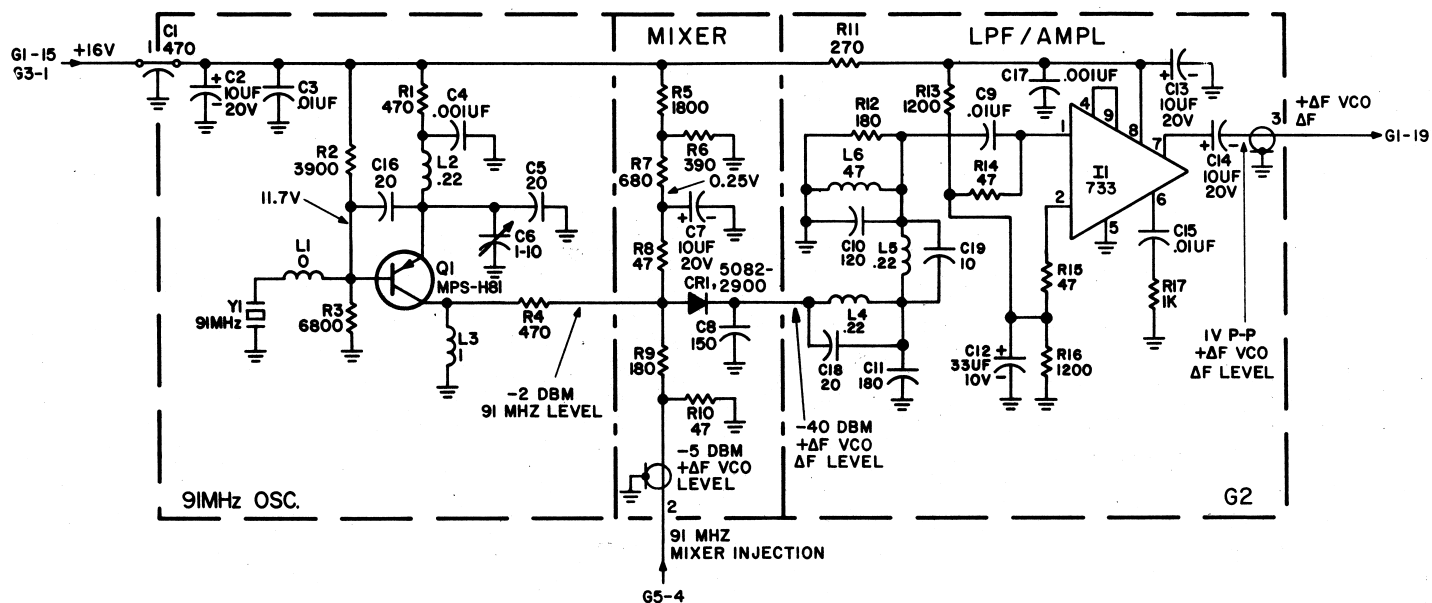 C1
470
G1-15
G3-1
+16V
1
+ C2
10UF
- 20V
C3
.01UF
R1
470
C4
.001UF
R2
3900
C16
20
L2
.22
C5
20
11.7V
C6
1-10
L1
0
Q1
MPS-H81
Y1
91MHz
R3
6800
L3
1
R4
470
-2 DBM
91 MHZ LEVEL
91MHz OSC.
MIXER
R5
1800
R6
390
R7
680
0.25V
+ -
C7
10UF
20V
R8
47
5082-
CR1, 2900
C8
150
R9
180
R10
47
-5 DBM
+ΔF VCO
LEVEL
2
91 MHZ
MIXER INJECTION
G5-4
LPF/AMPL
R11
270
R12
180
L6
47
C10
120
C9
.01UF
R13
1200
R14
47
C17
.001UF
+ -
C13
10UF
20V
L5
.22
C19
10
L4
.22
C18
20
C11
180
-40 DBM
+ΔF VCO
ΔF LEVEL
1
2
4
9
8
7
6
5
I1
733
C12 +
33UF
10V -
R15
47
R16
1200
C15
.01UF
R17
1K
+ -
C14
10UF
20V
3
+ΔF VCO
ΔF
G1-19
1V P-P
+ΔF VCO
ΔF LEVEL
G2